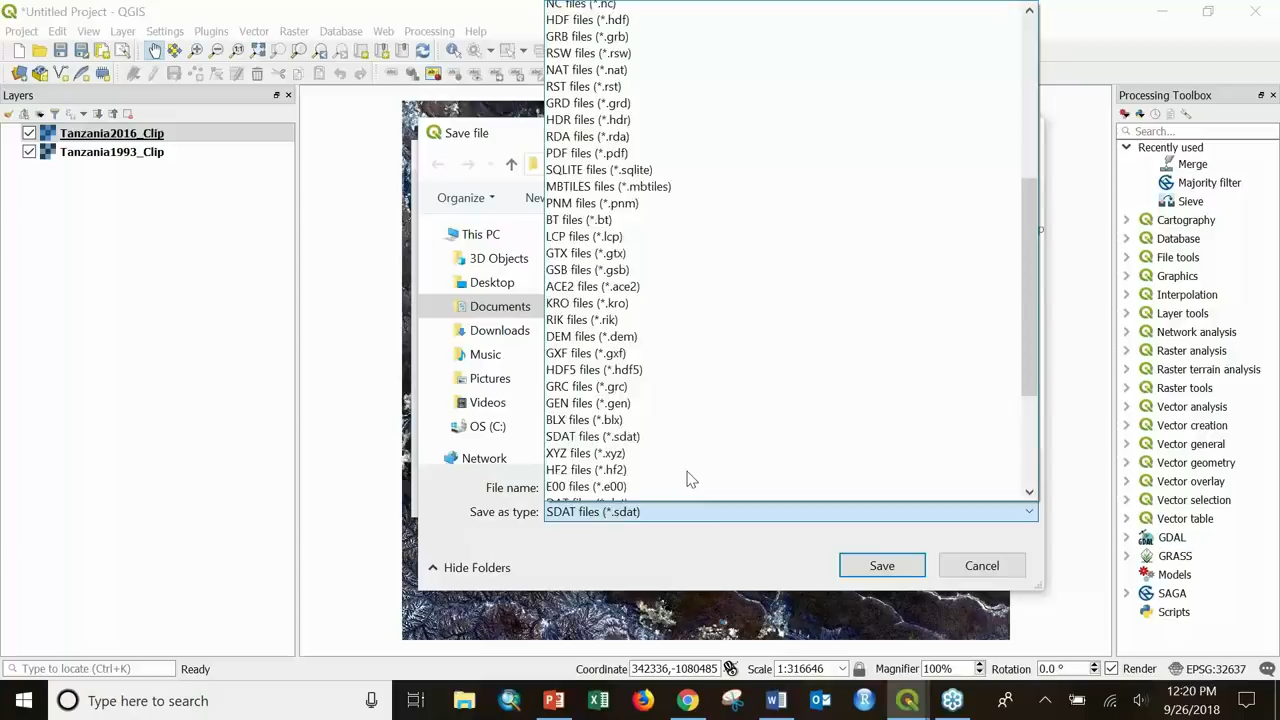 *Untitled Project - QGIS
Project Edit View Layer Settings Plugins Vector Raster Database Web Processing Help
Layers
Tanzania2016_Clip
Tanzania1993_Clip
Save file
Organize
New
This PC
3D Objects
Desktop
Documents
Downloads
Music
Pictures
Videos
OS (C:)
Network
File name:
Save as type: SDAT files (*.sdat)
Hide Folders
Save
Cancel
NC files (*.nc)
HDF files (*.hdf)
GRB files (*.grb)
RSW files (*.rsw)
NAT files (*.nat)
RST files (*.rst)
GRD files (*.grd)
HDR files (*.hdr)
RDA files (*.rda)
PDF files (*.pdf)
SQLITE files (*.sqlite)
MBTILES files (*.mbtiles)
PNM files (*.pnm)
BT files (*.bt)
LCP files (*.lcp)
GTX files (*.gtx)
GSB files (*.gsb)
ACE2 files (*.ace2)
KRO files (*.kro)
RIK files (*.rik)
DEM files (*.dem)
GXF files (*.gxf)
HDF5 files (*.hdf5)
GRC files (*.grc)
GEN files (*.gen)
BLX files (*.blx)
SDAT files (*.sdat)
XYZ files (*.xyz)
HF2 files (*.hf2)
E00 files (*.e00)
Processing Toolbox
Search...
Recently used
Merge
Majority filter
Sieve
Cartography
Database
File tools
Graphics
Interpolation
Layer tools
Network analysis
Raster analysis
Raster terrain analysis
Raster tools
Vector analysis
Vector creation
Vector general
Vector geometry
Vector overlay
Vector selection
Vector table
GDAL
GRASS
Models
SAGA
Scripts
Type to locate (Ctrl+K) Ready Coordinate 342336,-1080485 Scale 1:316646 Magnifier 100% Rotation 0.0 ° Render EPSG:32637
Type here to search
12:20 PM
9/26/2018